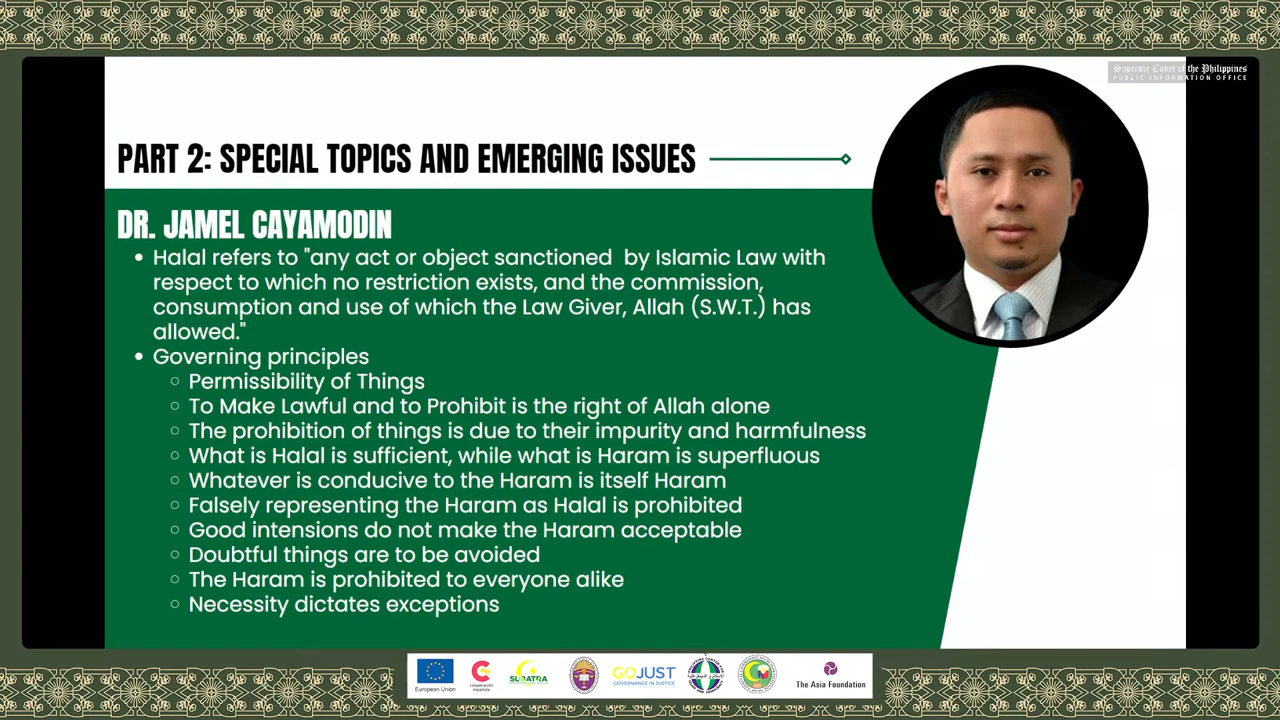 Supreme Court of the Philippines
PUBLIC INFORMATION OFFICE
PART 2: SPECIAL TOPICS AND EMERGING ISSUES
DR. JAMEL CAYAMODIN
• Halal refers to "any act or object sanctioned by Islamic Law with
respect to which no restriction exists, and the commission,
consumption and use of which the Law Giver, Allah (S.W.T.) has
allowed."
• Governing principles
○ Permissibility of Things
○ To Make Lawful and to Prohibit is the right of Allah alone
○ The prohibition of things is due to their impurity and harmfulness
○ What is Halal is sufficient, while what is Haram is superfluous
○ Whatever is conducive to the Haram is itself Haram
○ Falsely representing the Haram as Halal is prohibited
○ Good intensions do not make the Haram acceptable
○ Doubtful things are to be avoided
○ The Haram is prohibited to everyone alike
○ Necessity dictates exceptions
European Union
cooperación
española
SUBATRA
GOJUST
GOVERNANCE IN JUSTICE
The Asia Foundation